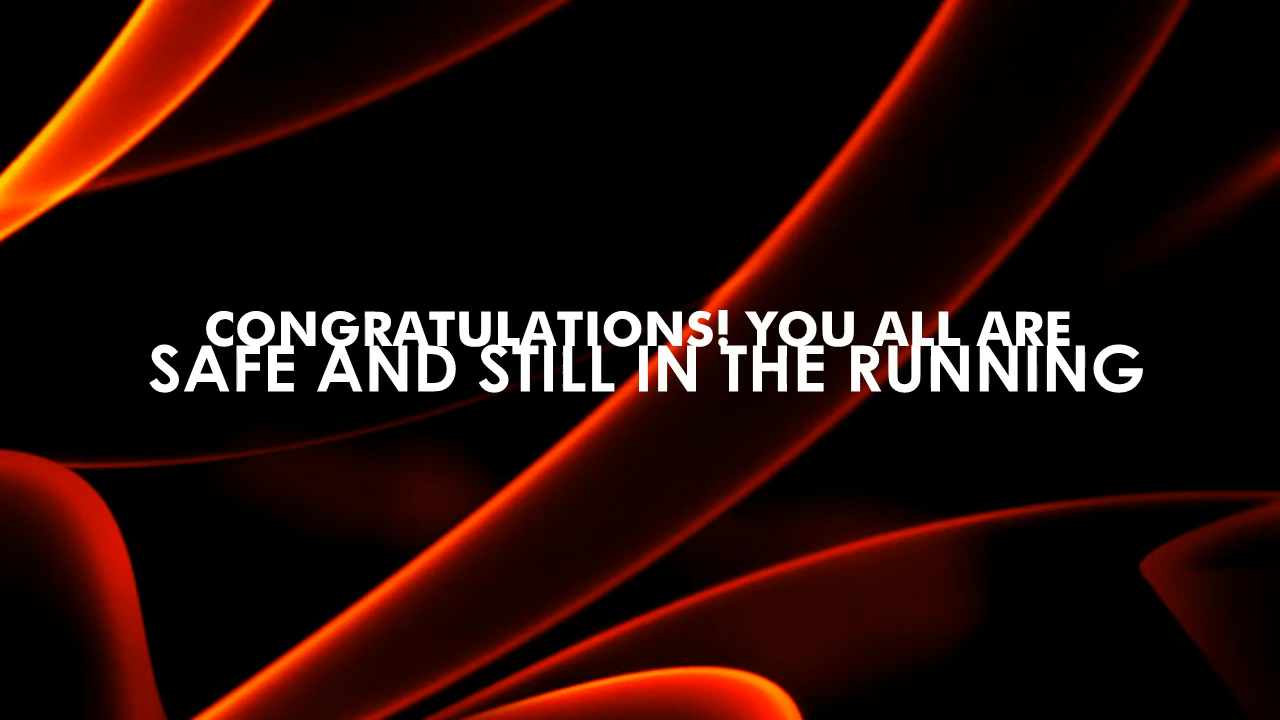 CONGRATULATIONS! YOU ALL ARE
SAFE AND STILL IN THE RUNNING